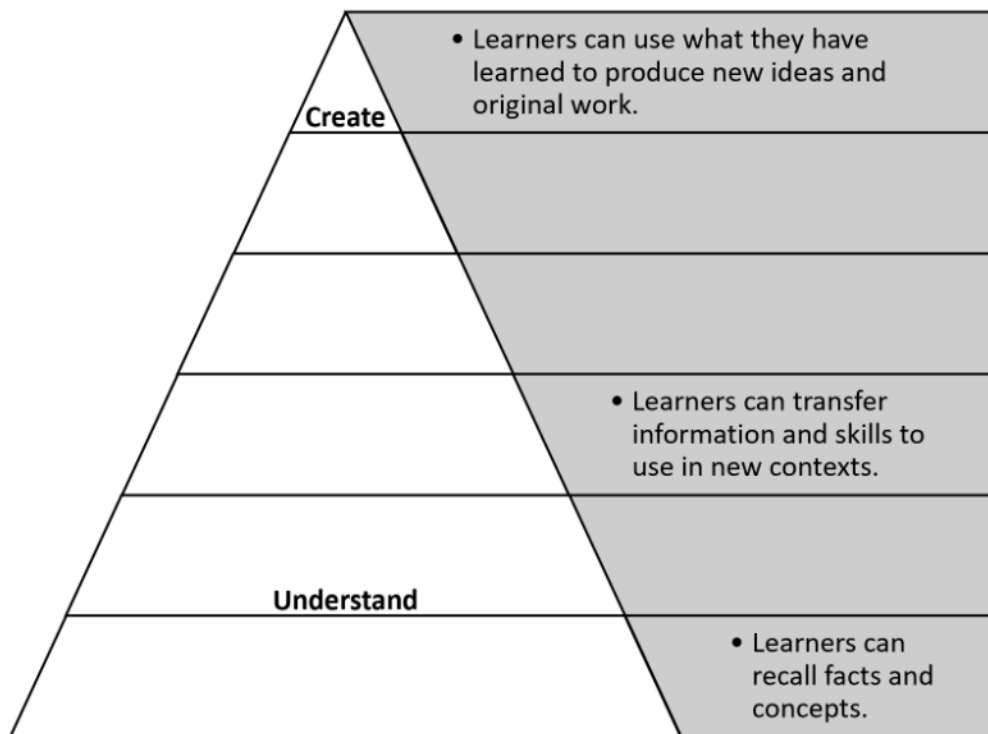 • Learners can use what they have
learned to produce new ideas and
original work.
Create
• Learners can transfer
information and skills to
use in new contexts.
Understand
• Learners can
recall facts and
concepts.